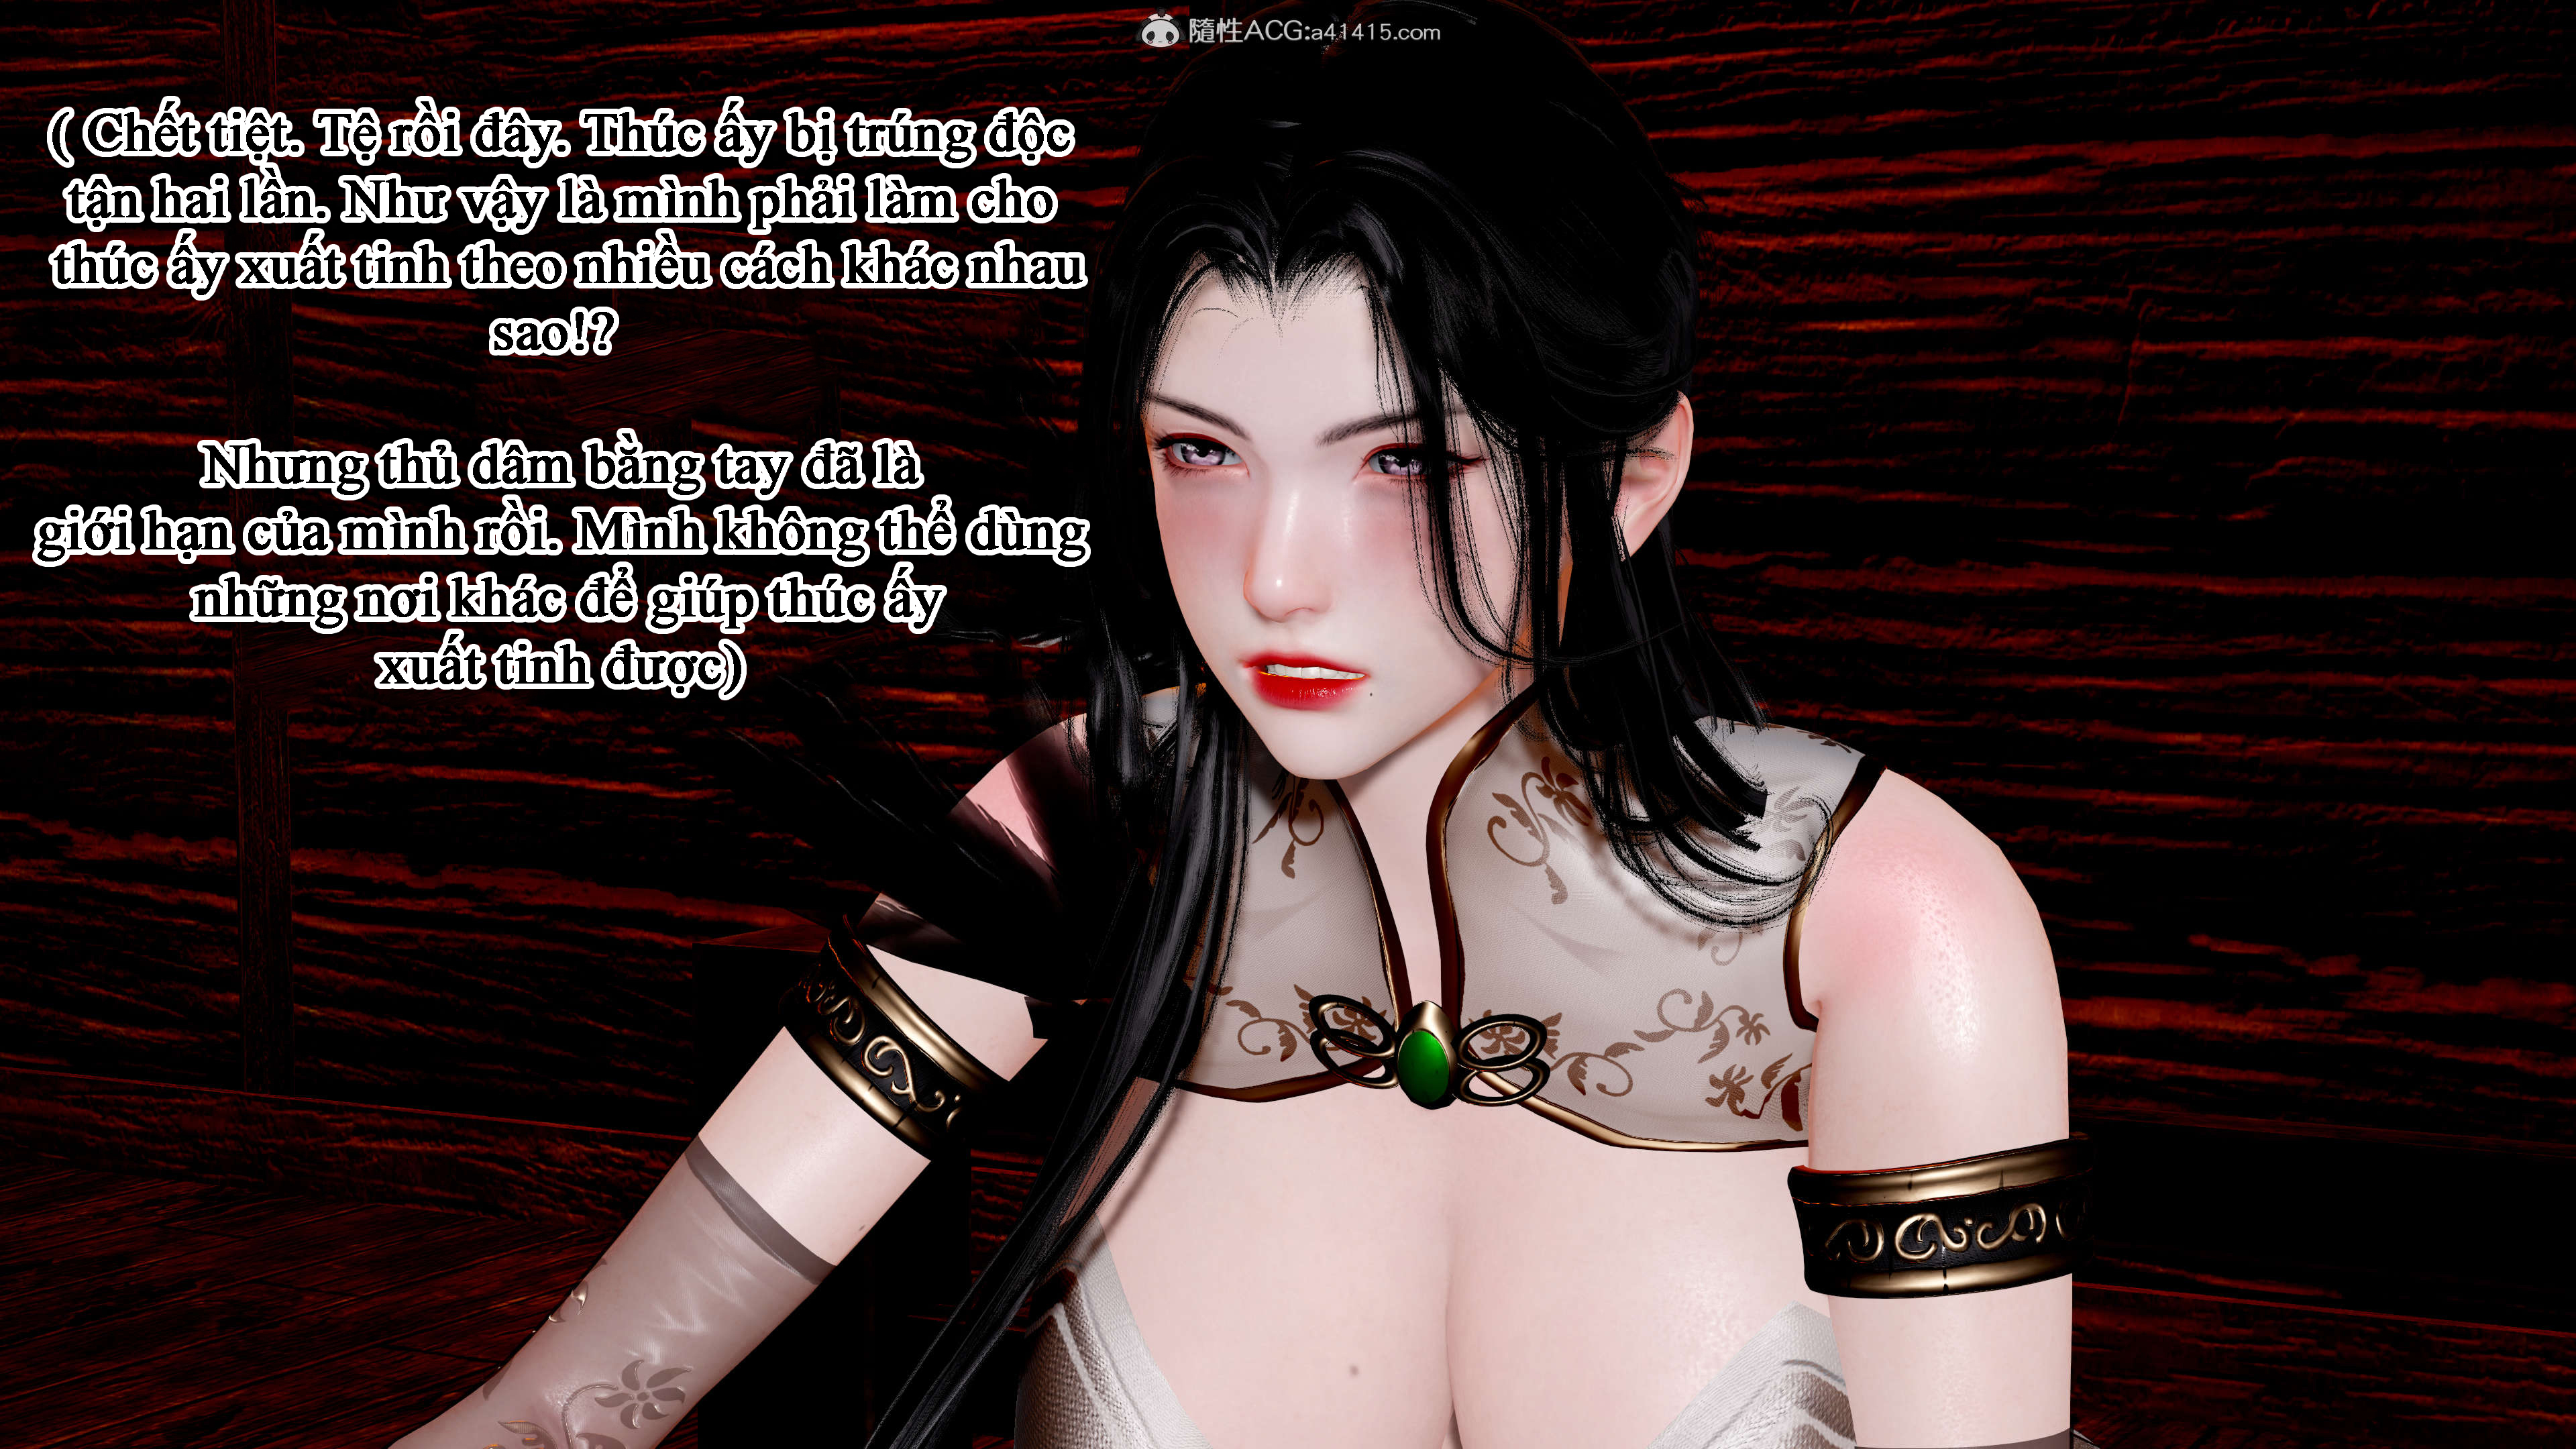 隨性ACG:a41415.com
( Chết tiệt. Tệ rồi đây. Thúc ấy bị trúng độc
tận hai lần. Như vậy là mình phải làm cho
thúc ấy xuất tinh theo nhiều cách khác nhau
sao!?
Nhưng thủ dâm bằng tay đã là
giới hạn của mình rồi. Mình không thể dùng
những nơi khác để giúp thúc ấy
xuất tinh được)